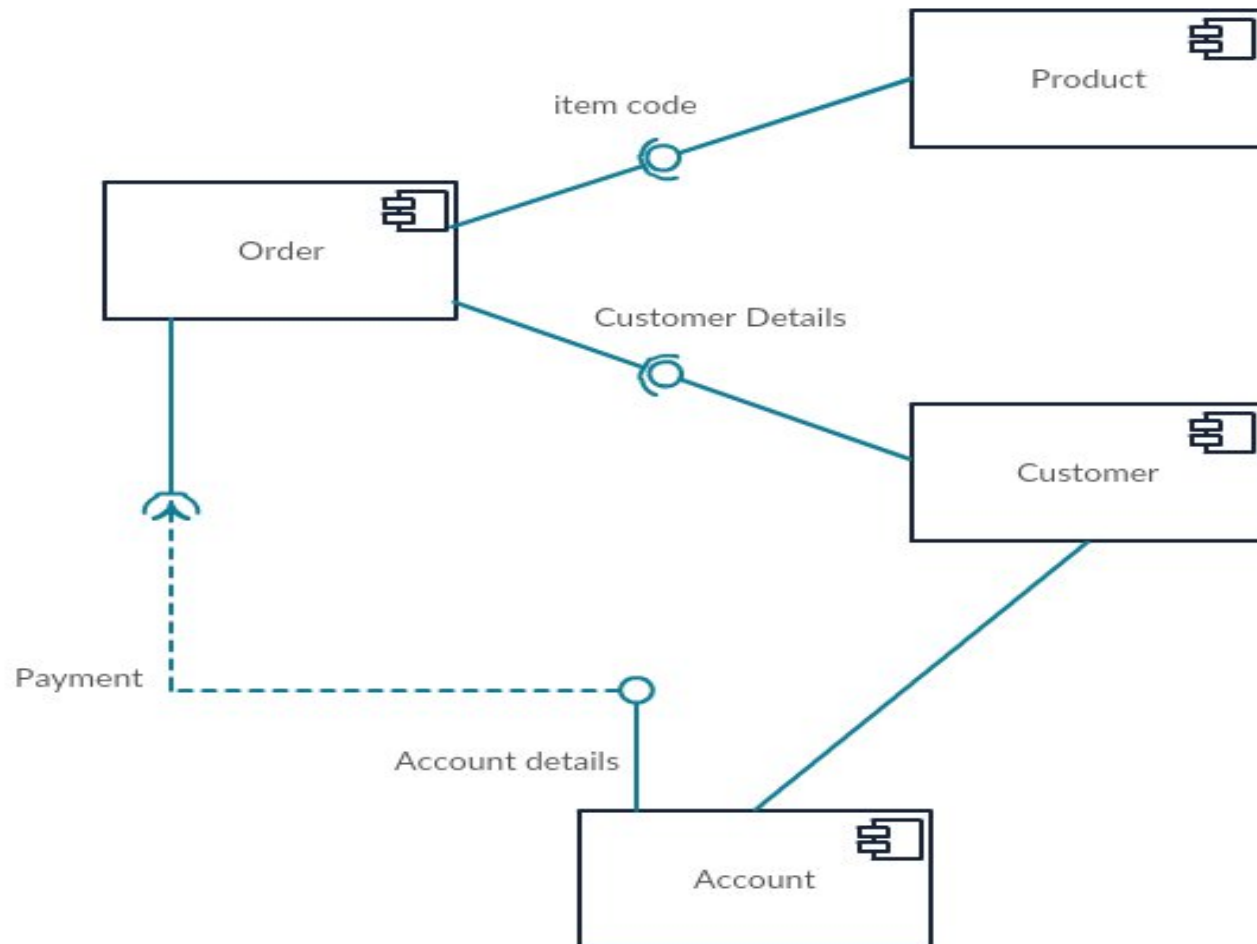 Product
item code
Order
Customer Details
Customer
Payment
Account details
Account